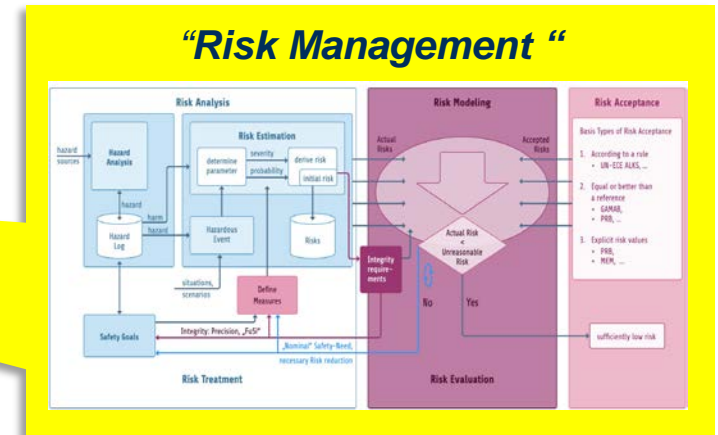 “Risk Management “
Risk Analysis
Risk Modeling
Risk Acceptance
hazard
sources
Hazard
Analysis
hazard
Hazard
Log
harm
hazard
Risk Estimation
determine
parameter
severity
probability
derive risk
initial risk
Hazardous
Event
Risks
situations,
scenarios
Define
Measures
Safety Goals
Integrity: Precision, „FuSi“
„Nominal“ Safety-Need,
necessary Risk reduction
Risk Treatment
Actual
Risks
Accepted
Risks
Actual Risk
<
Unreasonable
Risk
Integrity
require-
ments
No
Yes
Risk Evaluation
Basis Types of Risk Acceptance
1. According to a rule
• UN-ECE ALKS, ...
2. Equal or better than
a reference
• GAMAB,
• PRB, ...
3. Explicit risk values
• PRB,
• MEM, ...
sufficiently low risk